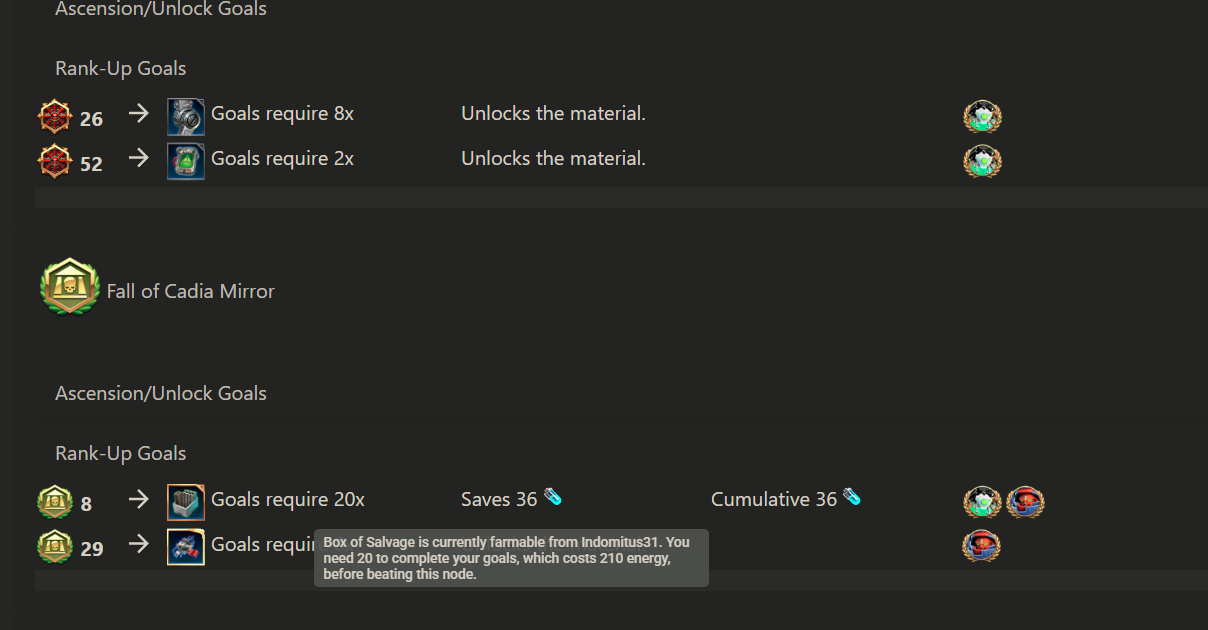 Ascension/Unlock Goals
Rank-Up Goals
26 → Goals require 8x Unlocks the material.
52 → Goals require 2x Unlocks the material.
Fall of Cadia Mirror
Ascension/Unlock Goals
Rank-Up Goals
8 → Goals require 20x Saves 36 Cumulative 36
29 → Goals requi
Box of Salvage is currently farmable from Indomitus31. You
need 20 to complete your goals, which costs 210 energy,
before beating this node.